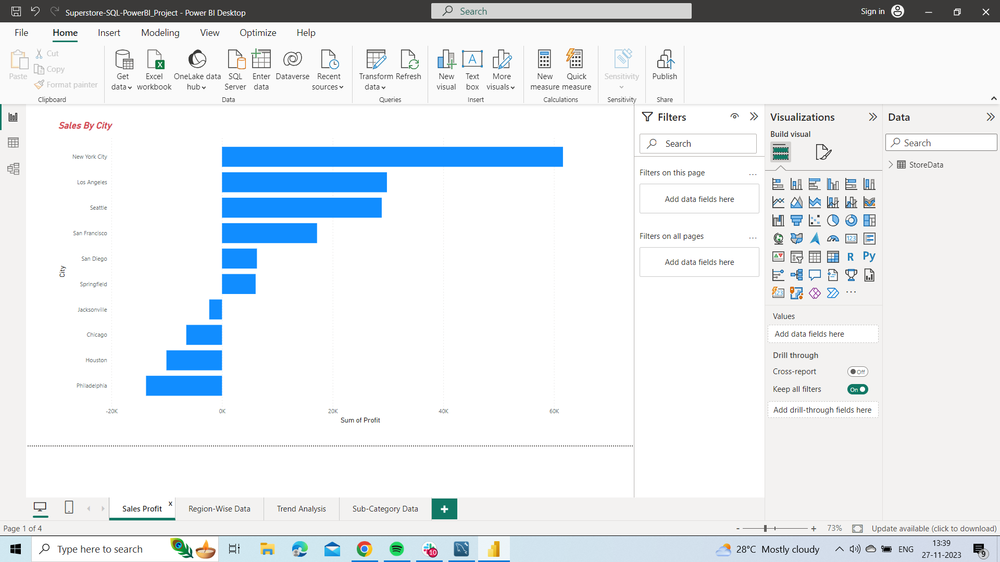 Superstore-SQL-PowerBI_Project - Power BI Desktop
Search
Sign in
File Home Insert Modeling View Optimize Help
Paste
Cut
Copy
Format painter
Clipboard
Get data
Excel workbook
OneLake data hub
SQL Server
Enter data
Dataverse
Recent sources
Data
Transform data
Refresh
Queries
New visual
A
Text box
More visuals
Insert
New measure
Quick measure
Calculations
Sensitivity
Sensitivity
Publish
Share
Sales By City
City
New York City
Los Angeles
Seattle
San Francisco
San Diego
Springfield
Jacksonville
Chicago
Houston
Philadelphia
-20K 0K 20K 40K 60K
Sum of Profit
Filters
Search
Filters on this page
...
Add data fields here
Filters on all pages
...
Add data fields here
Visualizations
Build visual
123
R Py
123
...
Values
Add data fields here
Drill through
Cross-report
Off
Keep all filters
On
Add drill-through fields here
Data
Search
StoreData
Sales Profit x
Region-Wise Data
Trend Analysis
Sub-Category Data
+
Page 1 of 4
- + 73%
Update available (click to download)
Type here to search
10
28°C Mostly cloudy
ENG
13:39
27-11-2023
9